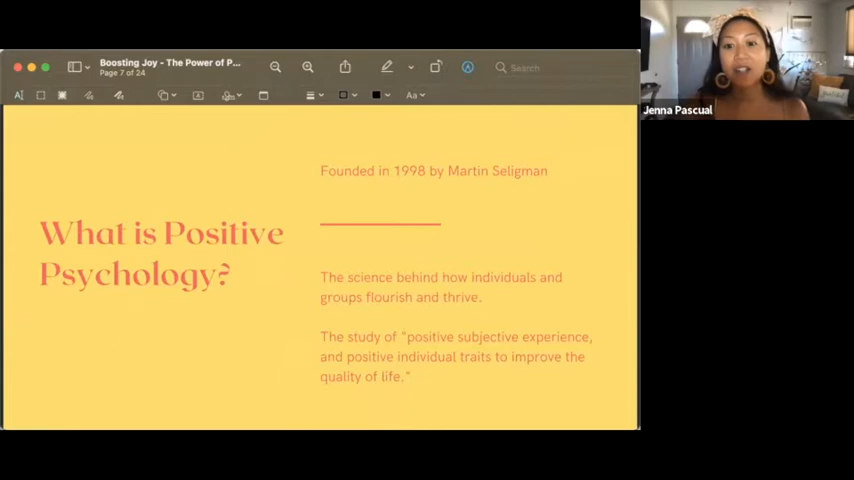 Boosting Joy - The Power of P...
Page 7 of 24
Search
Aa
Jenna Pascual
Founded in 1998 by Martin Seligman
What is Positive
Psychology?
The science behind how individuals and
groups flourish and thrive.
The study of "positive subjective experience,
and positive individual traits to improve the
quality of life."